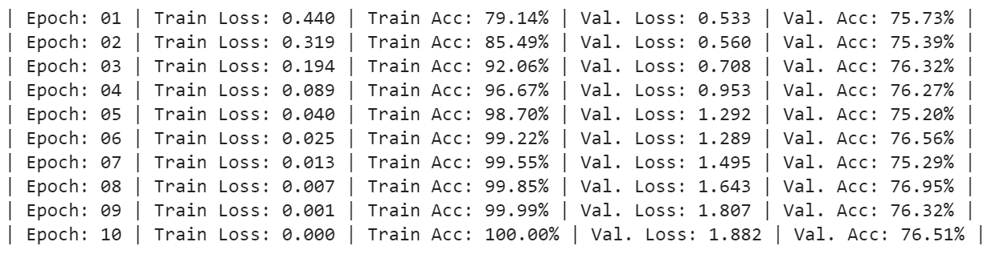 | Epoch: 01 | Train Loss: 0.440 | Train Acc: 79.14% | Val. Loss: 0.533 | Val. Acc: 75.73% |
| Epoch: 02 | Train Loss: 0.319 | Train Acc: 85.49% | Val. Loss: 0.560 | Val. Acc: 75.39% |
| Epoch: 03 | Train Loss: 0.194 | Train Acc: 92.06% | Val. Loss: 0.708 | Val. Acc: 76.32% |
| Epoch: 04 | Train Loss: 0.089 | Train Acc: 96.67% | Val. Loss: 0.953 | Val. Acc: 76.27% |
| Epoch: 05 | Train Loss: 0.040 | Train Acc: 98.70% | Val. Loss: 1.292 | Val. Acc: 75.20% |
| Epoch: 06 | Train Loss: 0.025 | Train Acc: 99.22% | Val. Loss: 1.289 | Val. Acc: 76.56% |
| Epoch: 07 | Train Loss: 0.013 | Train Acc: 99.55% | Val. Loss: 1.495 | Val. Acc: 75.29% |
| Epoch: 08 | Train Loss: 0.007 | Train Acc: 99.85% | Val. Loss: 1.643 | Val. Acc: 76.95% |
| Epoch: 09 | Train Loss: 0.001 | Train Acc: 99.99% | Val. Loss: 1.807 | Val. Acc: 76.32% |
| Epoch: 10 | Train Loss: 0.000 | Train Acc: 100.00% | Val. Loss: 1.882 | Val. Acc: 76.51% |